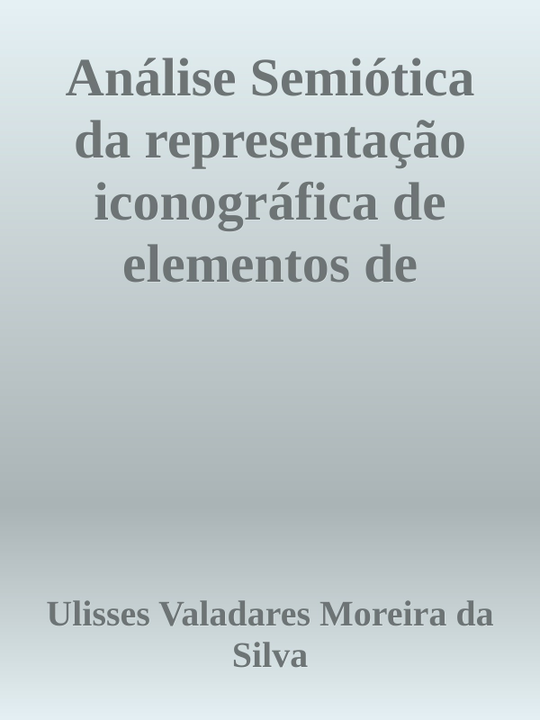 Análise Semiótica
da representação
iconográfica de
elementos de
Ulisses Valadares Moreira da
Silva